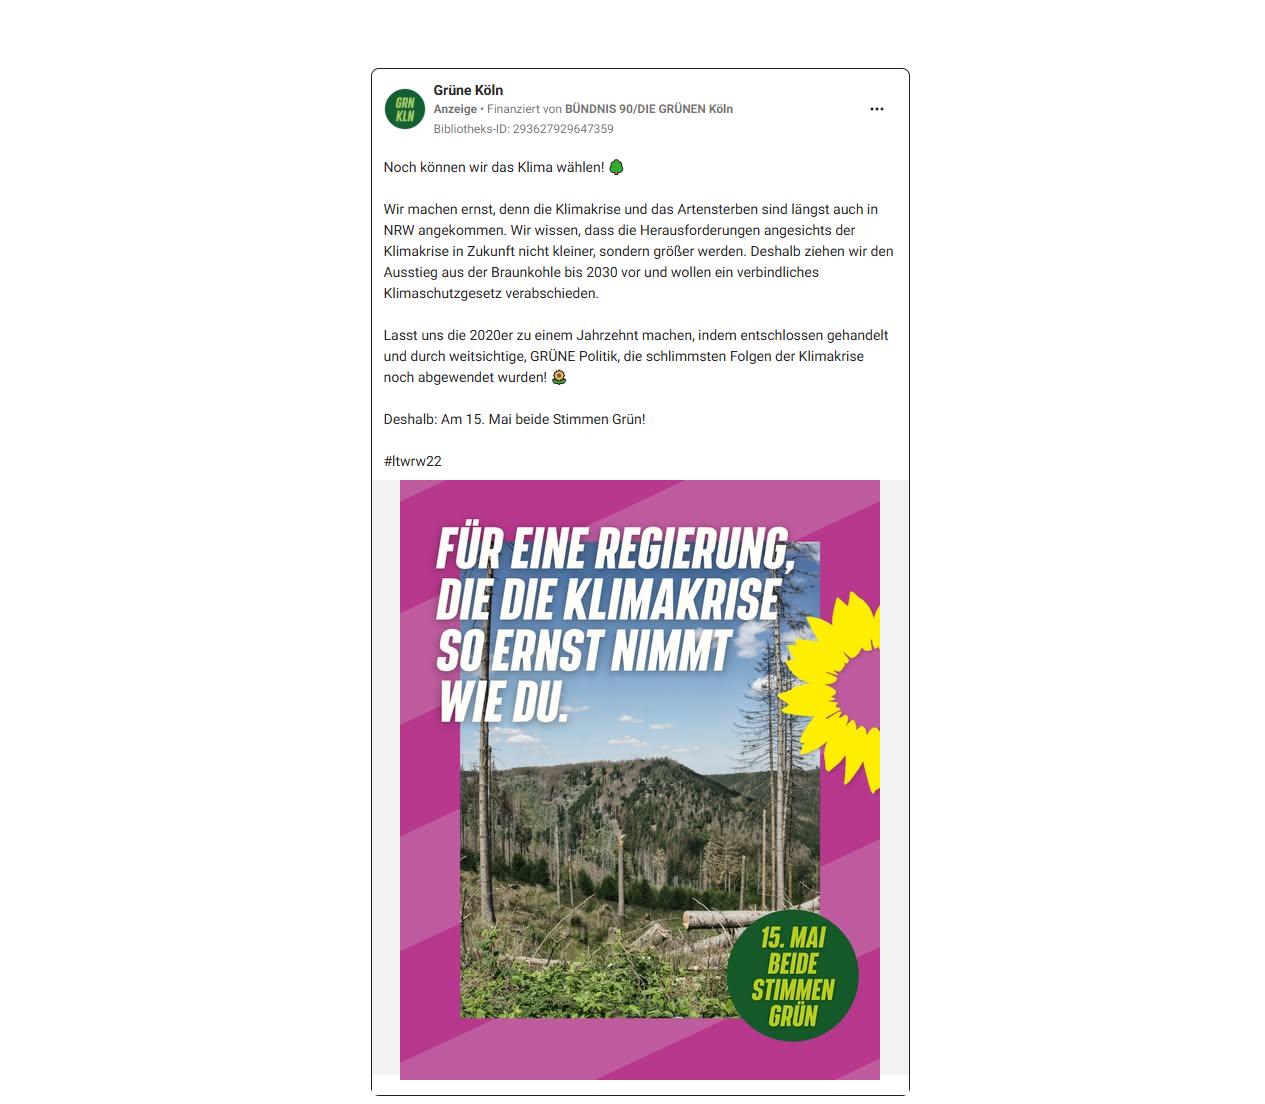 GRN
KLN
Grüne Köln
Anzeige • Finanziert von BÜNDNIS 90/DIE GRÜNEN Köln
Bibliotheks-ID: 293627929647359
Noch können wir das Klima wählen! 🌳
Wir machen ernst, denn die Klimakrise und das Artensterben sind längst auch in
NRW angekommen. Wir wissen, dass die Herausforderungen angesichts der
Klimakrise in Zukunft nicht kleiner, sondern größer werden. Deshalb ziehen wir den
Ausstieg aus der Braunkohle bis 2030 vor und wollen ein verbindliches
Klimaschutzgesetz verabschieden.
Lasst uns die 2020er zu einem Jahrzehnt machen, indem entschlossen gehandelt
und durch weitsichtige, GRÜNE Politik, die schlimmsten Folgen der Klimakrise
noch abgewendet wurden! 🌻
Deshalb: Am 15. Mai beide Stimmen Grün!
#ltwrw22
FÜR EINE REGIERUNG,
DIE DIE KLIMAKRISE
SO ERNST NIMMT
WIE DU.
15. MAI
BEIDE
STIMMEN
GRÜN